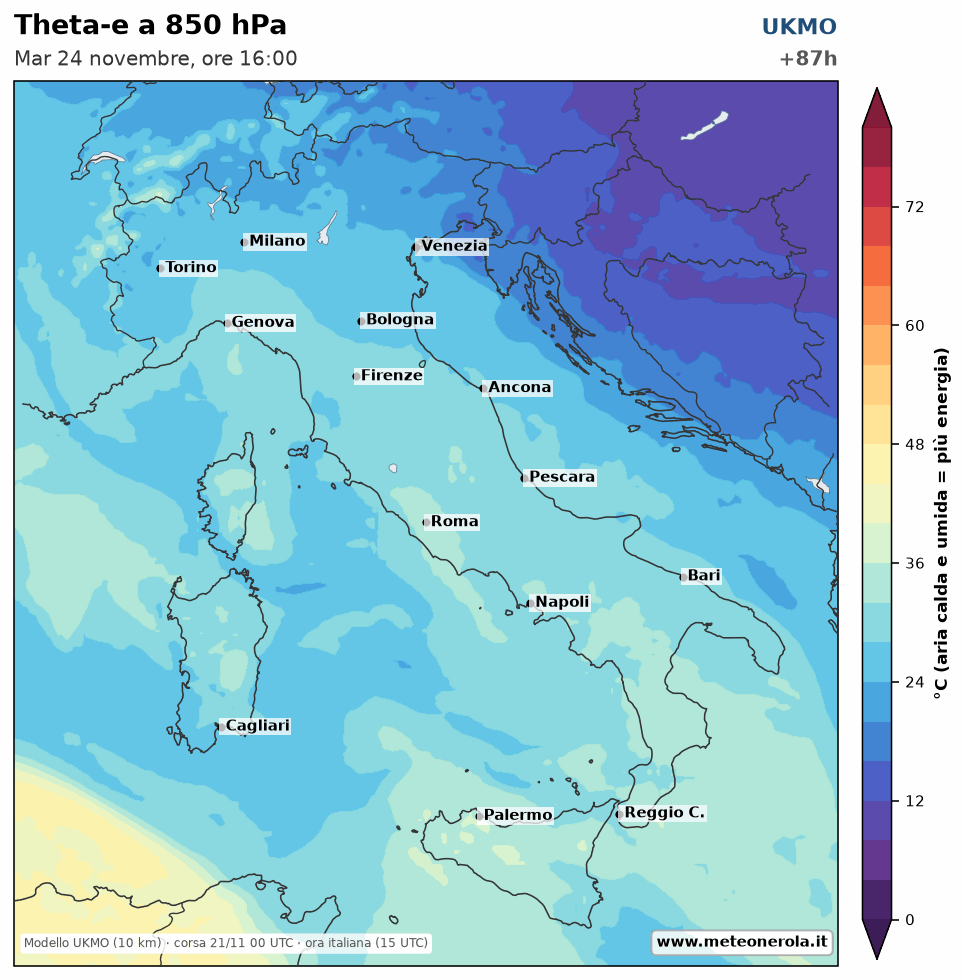 Theta-e a 850 hPa
UKMO
Mar 24 novembre, ore 16:00
+87h
Milano
Venezia
Torino
Genova
Bologna
Firenze
Ancona
Pescara
Roma
Bari
Napoli
Cagliari
Palermo
Reggio C.
72
60
48
36
24
12
0
°C (aria calda e umida = più energia)
Modello UKMO (10 km) · corsa 21/11 00 UTC · ora italiana (15 UTC)
www.meteonerola.it